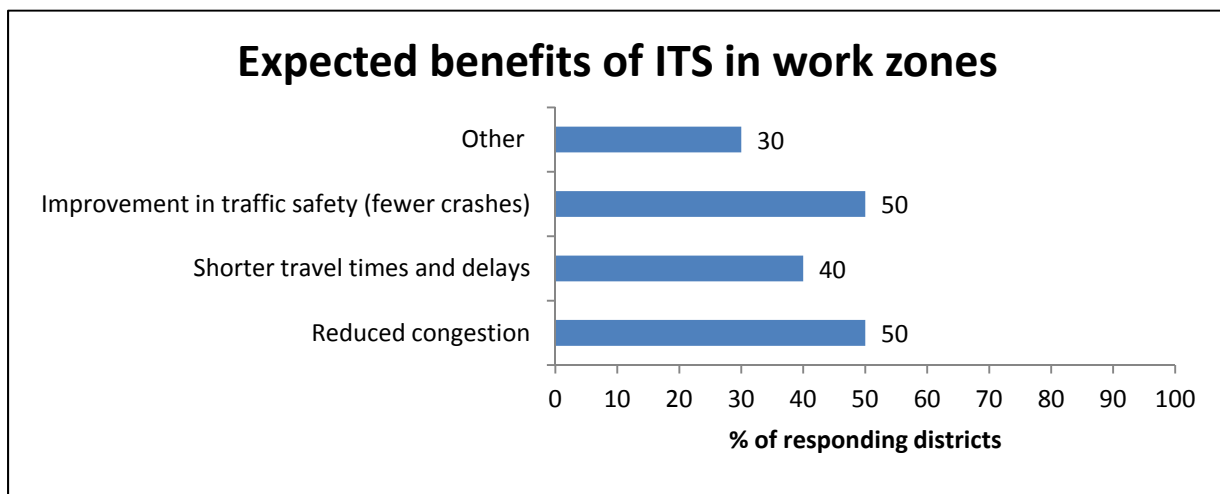 Expected benefits of ITS in work zones
Other 30
Improvement in traffic safety (fewer crashes) 50
Shorter travel times and delays 40
Reduced congestion 50
0 10 20 30 40 50 60 70 80 90 100
% of responding districts